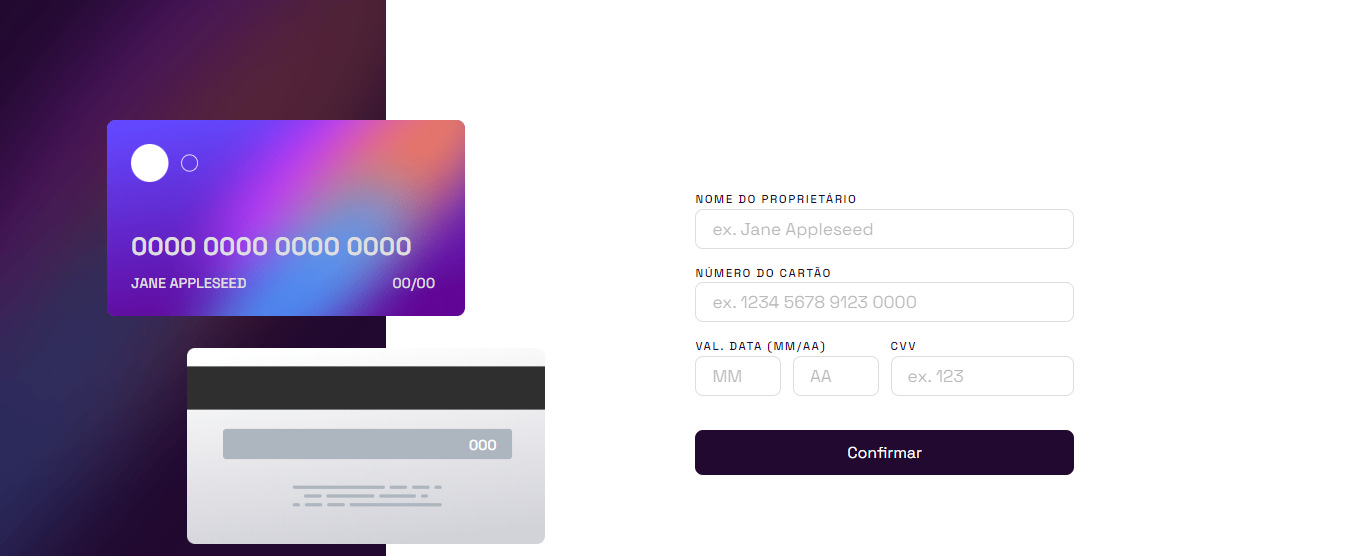 0000 0000 0000 0000
JANE APPLESEED 00/00
000
NOME DO PROPRIETÁRIO
ex. Jane Appleseed
NÚMERO DO CARTÃO
ex. 1234 5678 9123 0000
VAL. DATA (MM/AA) CVV
MM AA ex. 123
Confirmar